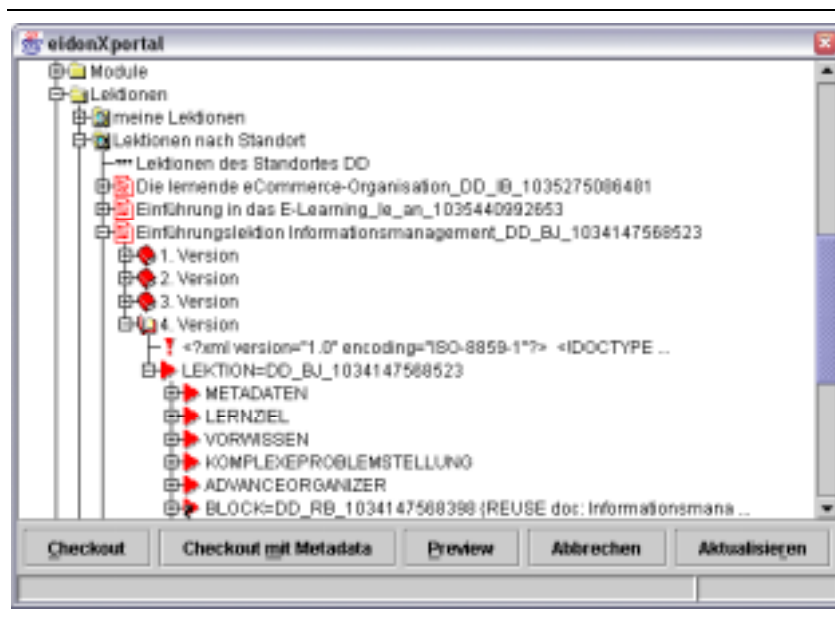 eidonXportal
Module
Lektionen
meine Lektionen
Lektionen nach Standort
Lektionen des Standortes DD
Die lernende eCommerce-Organisation_DD_IB_1035275086481
Einführung in das E-Learning_le_an_1035440992653
Einführungslektion Informationsmanagement_DD_BJ_1034147568523
1. Version
2. Version
3. Version
4. Version
<?xml version="1.0" encoding="ISO-8859-1"?> <!DOCTYPE ...
LEKTION=DD_BJ_1034147568523
METADATEN
LERNZIEL
VORWISSEN
KOMPLEXEPROBLEMSTELLUNG
ADVANCEORGANIZER
BLOCK=DD_RB_1034147568398 {REUSE doc: Informationsmana ...
Checkout Checkout mit Metadata Preview Abbrechen Aktualisieren